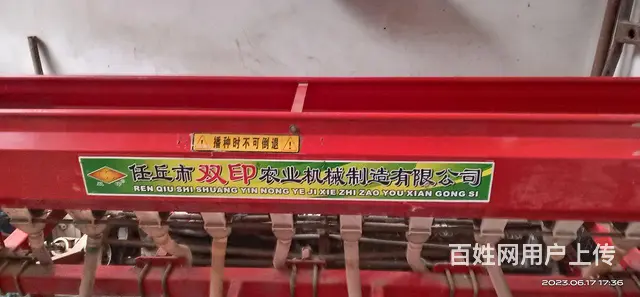 播种时不可倒退
任丘市双印农业机械制造有限公司
REN QIU SHI SHUANG YIN NONG YE JI XIE ZHI ZAO YOU XIAN GONG SI
百姓网用户上传
2023.06.17 17:36